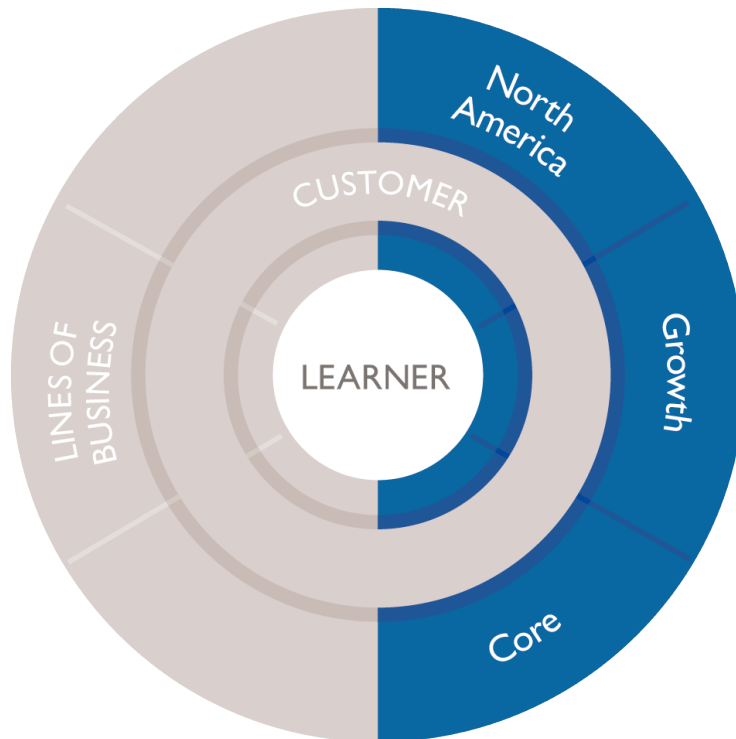 North
America
CUSTOMER
Growth
LINES OF
BUSINESS
LEARNER
Core